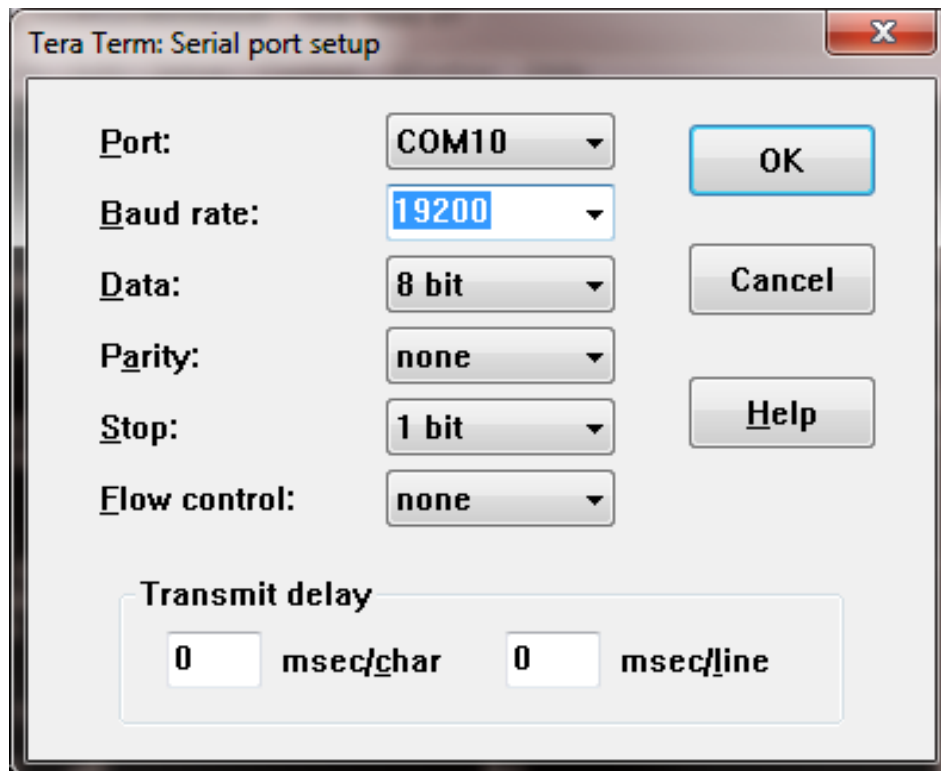 Tera Term: Serial port setup
Port: COM10 OK
Baud rate: 19200
Data: 8 bit Cancel
Parity: none
Stop: 1 bit Help
Flow control: none
Transmit delay
0 msec/char 0 msec/line